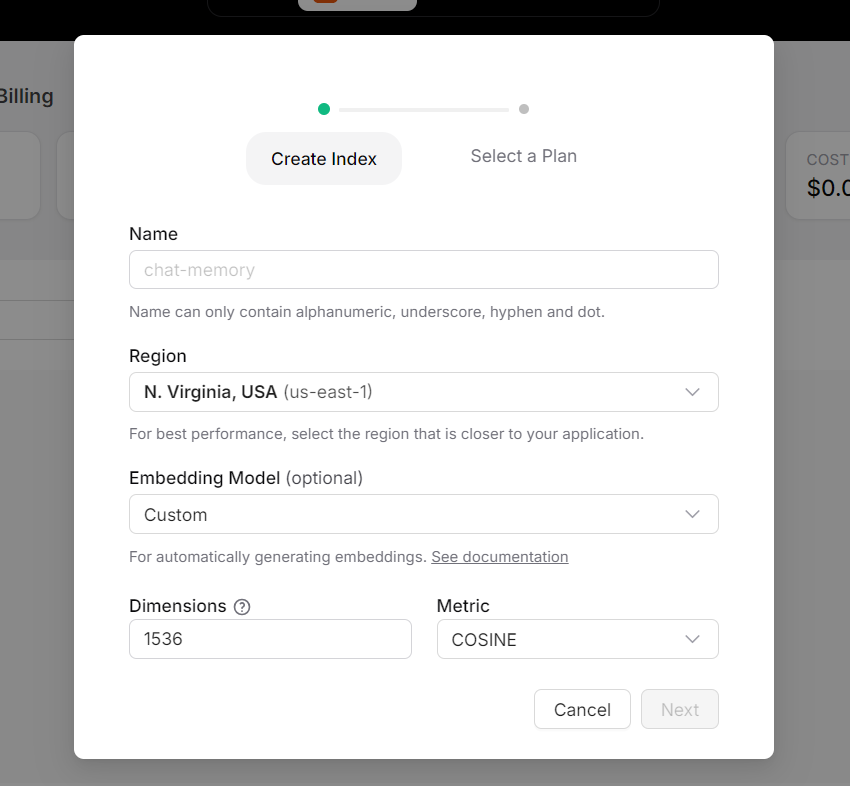 Billing
COST
$0.0
Create Index
Select a Plan
Name
chat-memory
Name can only contain alphanumeric, underscore, hyphen and dot.
Region
N. Virginia, USA (us-east-1)
For best performance, select the region that is closer to your application.
Embedding Model (optional)
Custom
For automatically generating embeddings. See documentation
Dimensions ?
Metric
1536
COSINE
Cancel
Next